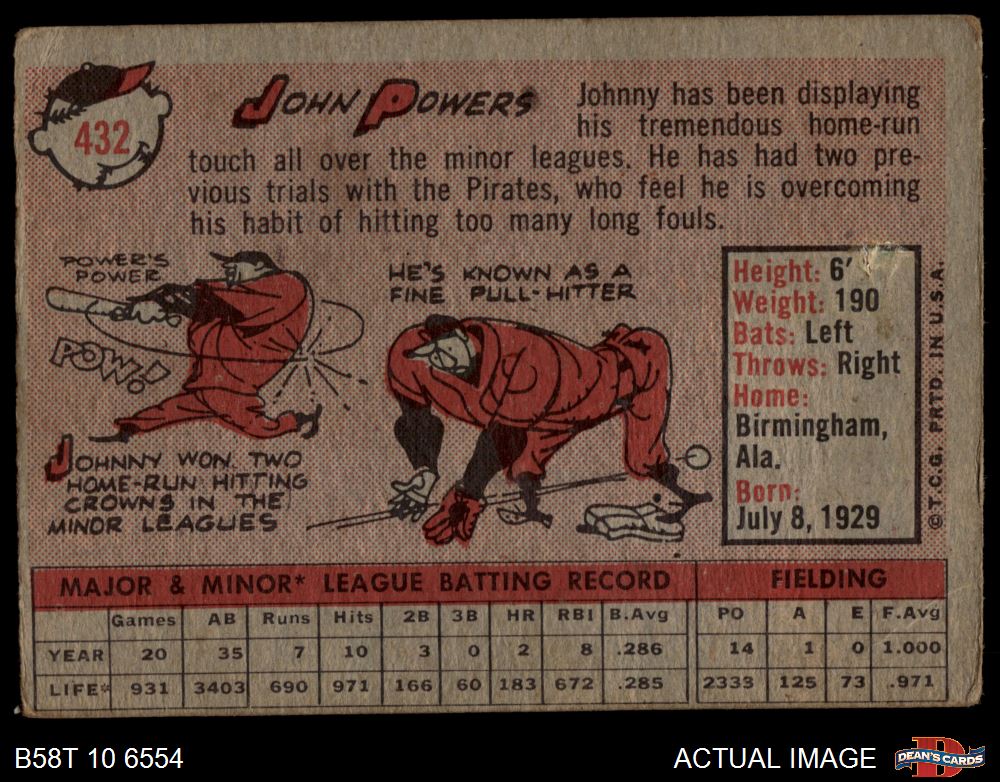 432
JOHN POWERS
Johnny has been displaying
his tremendous home-run
touch all over the minor leagues. He has had two pre-
vious trials with the Pirates, who feel he is overcoming
his habit of hitting too many long fouls.
POWER'S
POWER
POW!
JOHNNY WON TWO
HOME-RUN HITTING
CROWNS IN THE
MINOR LEAGUES
HE'S KNOWN AS A
FINE PULL-HITTER
Height: 6'
Weight: 190
Bats: Left
Throws: Right
Home:
Birmingham,
Ala.
Born:
July 8, 1929
© T.C.G. PRTD. IN U.S.A.
MAJOR & MINOR* LEAGUE BATTING RECORD FIELDING
Games AB Runs Hits 2B 3B HR RBI B.Avg PO A E F.Avg
YEAR 20 35 7 10 3 0 2 8 .286 14 1 0 1.000
LIFE* 931 3403 690 971 166 60 183 672 .285 2333 125 73 .971
B58T 10 6554
ACTUAL IMAGE
DEAN'S CARDS